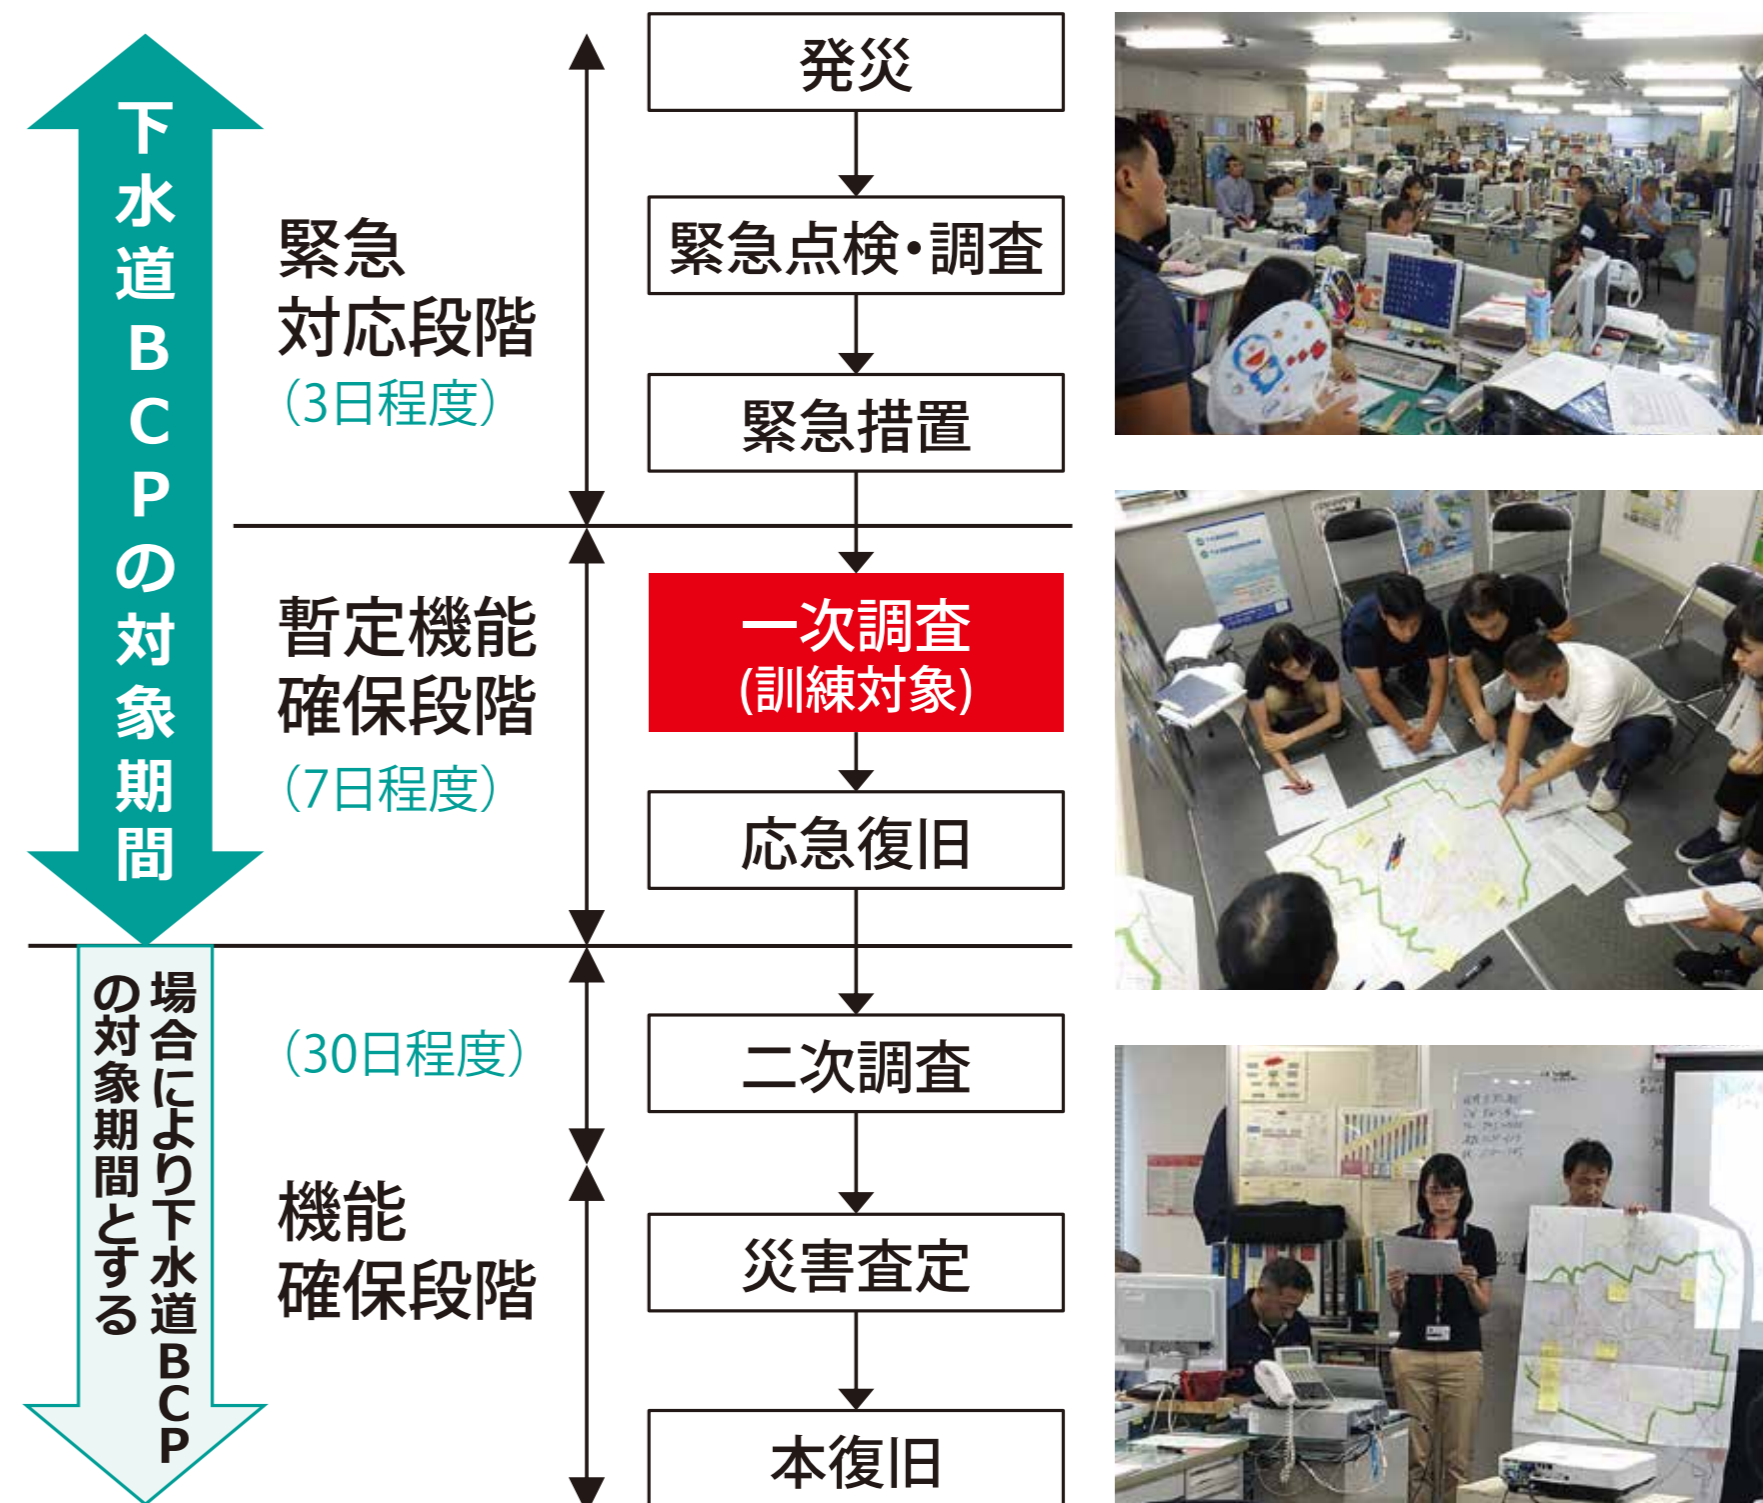 下水道BCPの対象期間
場合により下水道BCP
の対象期間とする
緊急
対応段階
（3日程度）
暫定機能
確保段階
（7日程度）
（30日程度）
機能
確保段階
発災
緊急点検・調査
緊急措置
一次調査
(訓練対象)
応急復旧
二次調査
災害査定
本復旧